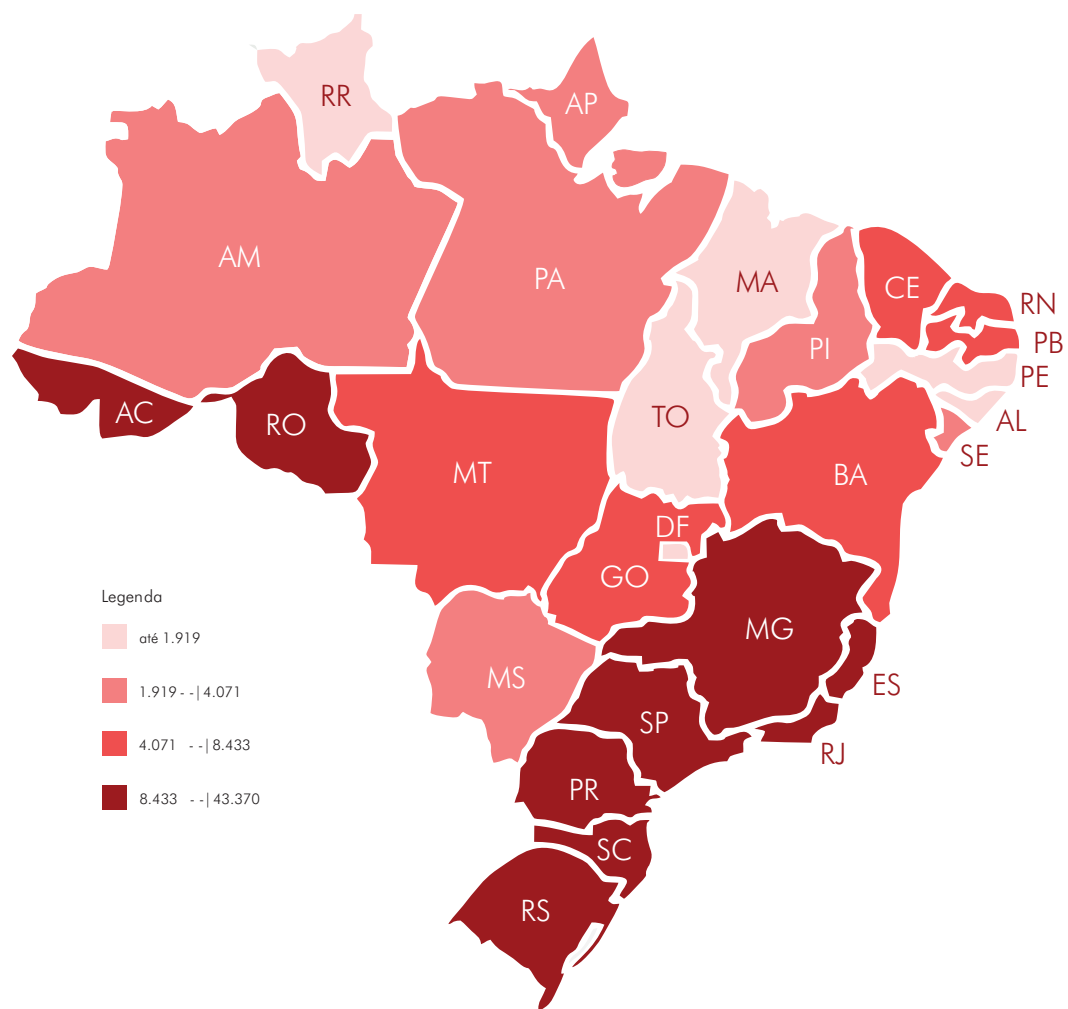 RR
AP
AM
PA
MA
CE
RN
PI
PB
PE
AC
RO
TO
AL
SE
MT
BA
DF
GO
Legenda
até 1.919
MG
1.919 - -| 4.071
MS
ES
SP
4.071 - -| 8.433
RJ
PR
8.433 - -| 43.370
SC
RS